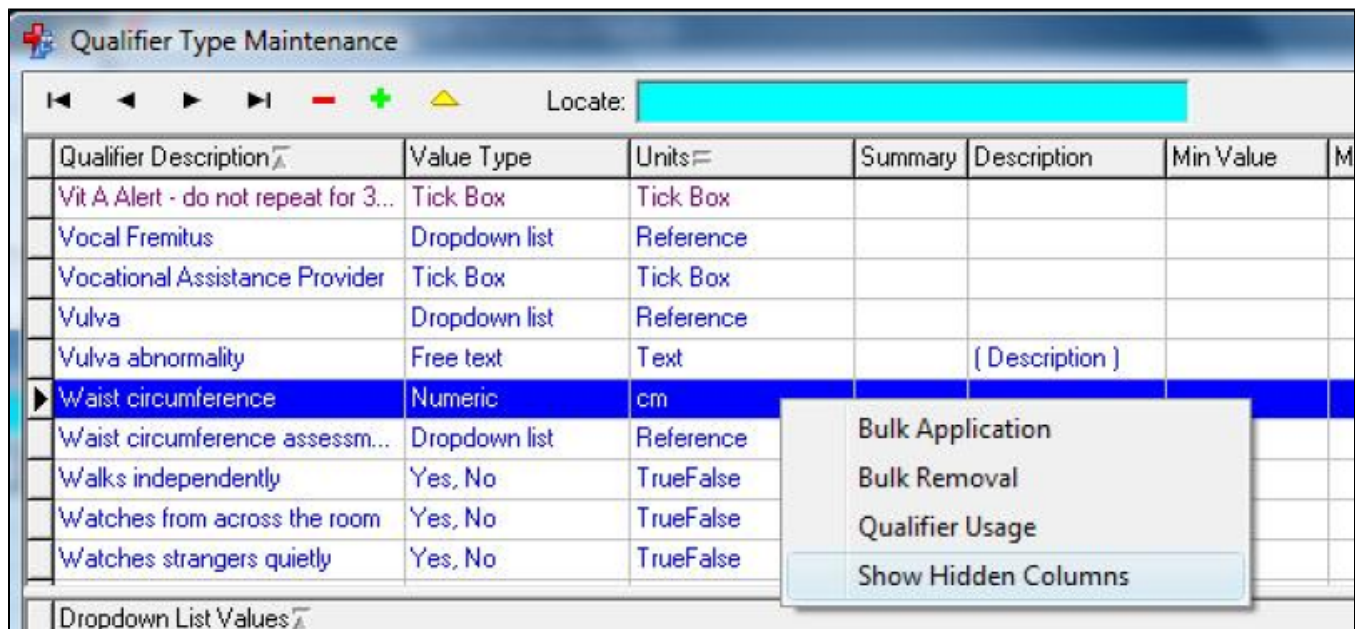 Qualifier Type Maintenance
Locate:
Qualifier Description Value Type Units Summary Description Min Value M
Vit A Alert - do not repeat for 3... Tick Box Tick Box
Vocal Fremitus Dropdown list Reference
Vocational Assistance Provider Tick Box Tick Box
Vulva Dropdown list Reference
Vulva abnormality Free text Text ( Description )
Waist circumference Numeric cm
Waist circumference assessm... Dropdown list Reference
Walks independently Yes, No TrueFalse
Watches from across the room Yes, No TrueFalse
Watches strangers quietly Yes, No TrueFalse
Bulk Application
Bulk Removal
Qualifier Usage
Show Hidden Columns
Dropdown List Values